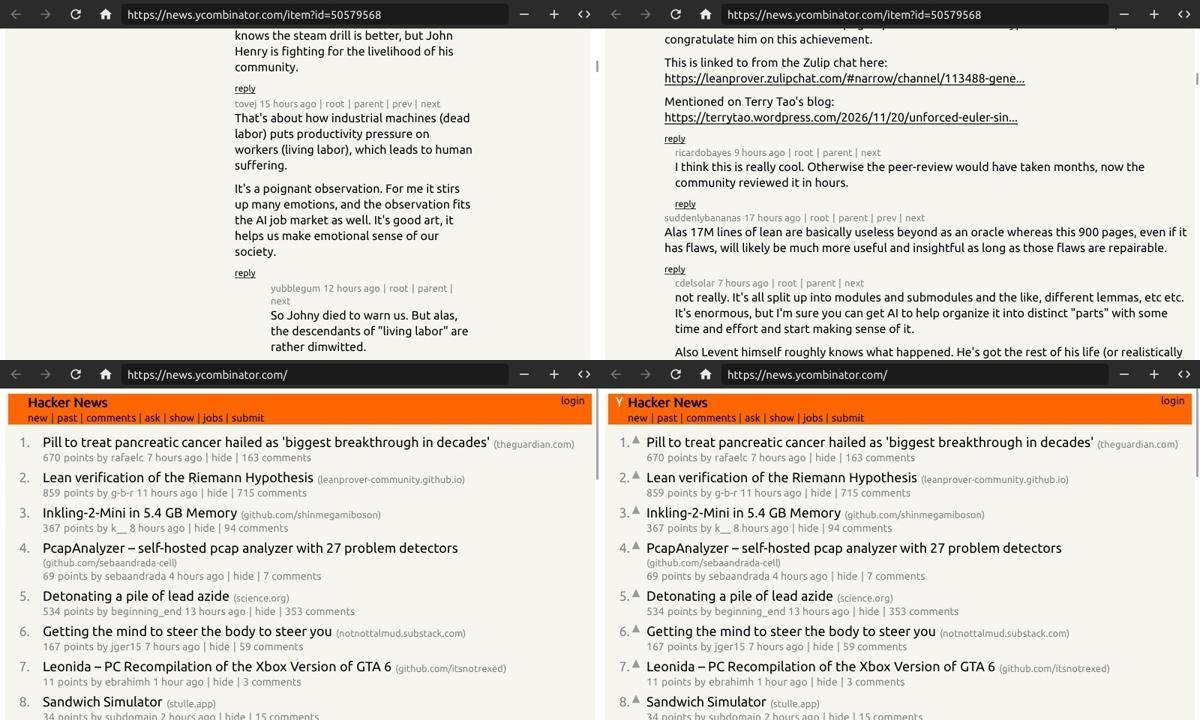 https://news.ycombinator.com/item?id=50579568
knows the steam drill is better, but John
Henry is fighting for the livelihood of his
community.
reply
tovej 15 hours ago | root | parent | prev | next
That's about how industrial machines (dead
labor) puts productivity pressure on
workers (living labor), which leads to human
suffering.
It's a poignant observation. For me it stirs
up many emotions, and the observation fits
the AI job market as well. It's good art, it
helps us make emotional sense of our
society.
reply
yubblegum 12 hours ago | root | parent |
next
So Johny died to warn us. But alas,
the descendants of "living labor" are
rather dimwitted.
https://news.ycombinator.com/item?id=50579568
congratulate him on this achievement.
This is linked to from the Zulip chat here:
https://leanprover.zulipchat.com/#narrow/channel/113488-gene...
Mentioned on Terry Tao's blog:
https://terrytao.wordpress.com/2026/11/20/unforced-euler-sin...
reply
ricardobayes 9 hours ago | root | parent | next
I think this is really cool. Otherwise the peer-review would have taken months, now the
community reviewed it in hours.
reply
suddenlybananas 17 hours ago | root | parent | prev | next
Alas 17M lines of lean are basically useless beyond as an oracle whereas this 900 pages, even if it
has flaws, will likely be much more useful and insightful as long as those flaws are repairable.
reply
cdelsolar 7 hours ago | root | parent | next
not really. It's all split up into modules and submodules and the like, different lemmas, etc etc.
It's enormous, but I'm sure you can get AI to help organize it into distinct "parts" with some
time and effort and start making sense of it.
Also Levent himself roughly knows what happened. He's got the rest of his life (or realistically
https://news.ycombinator.com/
Hacker News
login
new | past | comments | ask | show | jobs | submit
1. Pill to treat pancreatic cancer hailed as 'biggest breakthrough in decades' (theguardian.com)
670 points by rafaelc 7 hours ago | hide | 163 comments
2. Lean verification of the Riemann Hypothesis (leanprover-community.github.io)
859 points by g-b-r 11 hours ago | hide | 715 comments
3. Inkling-2-Mini in 5.4 GB Memory (github.com/shinmegamiboson)
367 points by k__ 8 hours ago | hide | 94 comments
4. PcapAnalyzer – self-hosted pcap analyzer with 27 problem detectors
(github.com/sebaandrada-cell)
69 points by sebaandrada 4 hours ago | hide | 7 comments
5. Detonating a pile of lead azide (science.org)
534 points by beginning_end 13 hours ago | hide | 353 comments
6. Getting the mind to steer the body to steer you (notnottalmud.substack.com)
167 points by jger15 7 hours ago | hide | 59 comments
7. Leonida – PC Recompilation of the Xbox Version of GTA 6 (github.com/itsnotrexed)
11 points by ebrahimh 1 hour ago | hide | 3 comments
8. Sandwich Simulator (stulle.app)
34 points by subdomain 2 hours ago | hide | 15 comments
https://news.ycombinator.com/
Y Hacker News
login
new | past | comments | ask | show | jobs | submit
1. Pill to treat pancreatic cancer hailed as 'biggest breakthrough in decades' (theguardian.com)
670 points by rafaelc 7 hours ago | hide | 163 comments
2. Lean verification of the Riemann Hypothesis (leanprover-community.github.io)
859 points by g-b-r 11 hours ago | hide | 715 comments
3. Inkling-2-Mini in 5.4 GB Memory (github.com/shinmegamiboson)
367 points by k__ 8 hours ago | hide | 94 comments
4. PcapAnalyzer – self-hosted pcap analyzer with 27 problem detectors
(github.com/sebaandrada-cell)
69 points by sebaandrada 4 hours ago | hide | 7 comments
5. Detonating a pile of lead azide (science.org)
534 points by beginning_end 13 hours ago | hide | 353 comments
6. Getting the mind to steer the body to steer you (notnottalmud.substack.com)
167 points by jger15 7 hours ago | hide | 59 comments
7. Leonida – PC Recompilation of the Xbox Version of GTA 6 (github.com/itsnotrexed)
11 points by ebrahimh 1 hour ago | hide | 3 comments
8. Sandwich Simulator (stulle.app)
34 points by subdomain 2 hours ago | hide | 15 comments